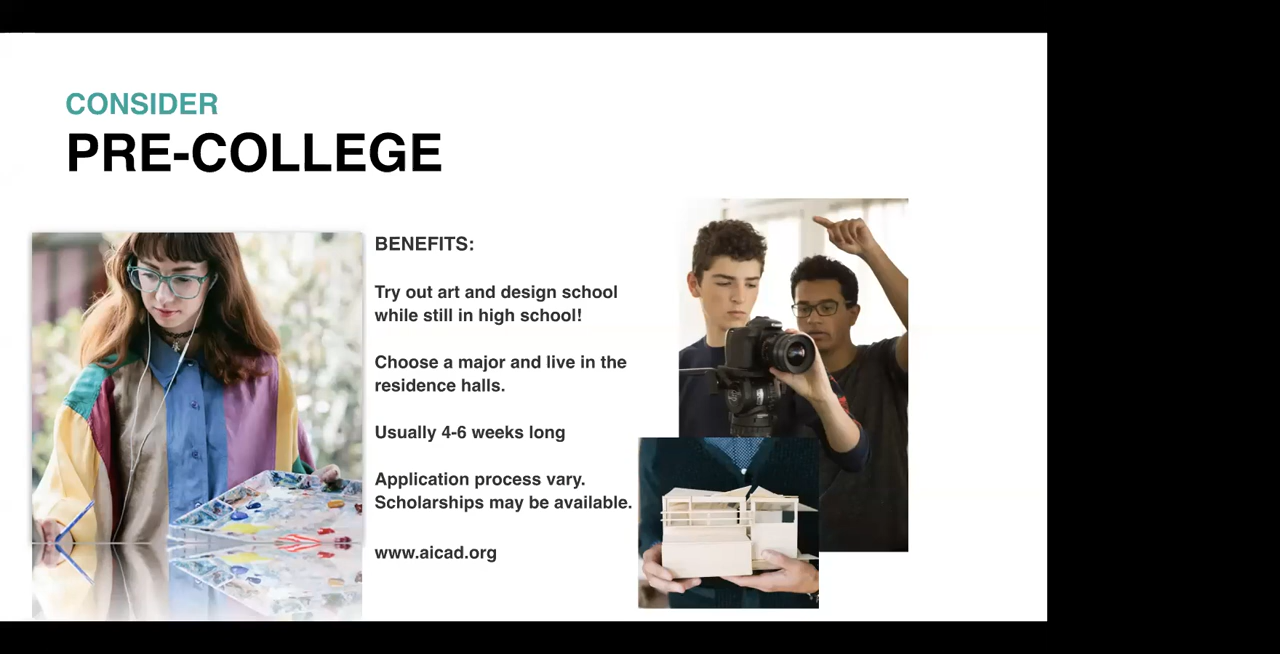 CONSIDER
PRE-COLLEGE
BENEFITS:
Try out art and design school
while still in high school!
Choose a major and live in the
residence halls.
Usually 4-6 weeks long
Application process vary.
Scholarships may be available.
www.aicad.org